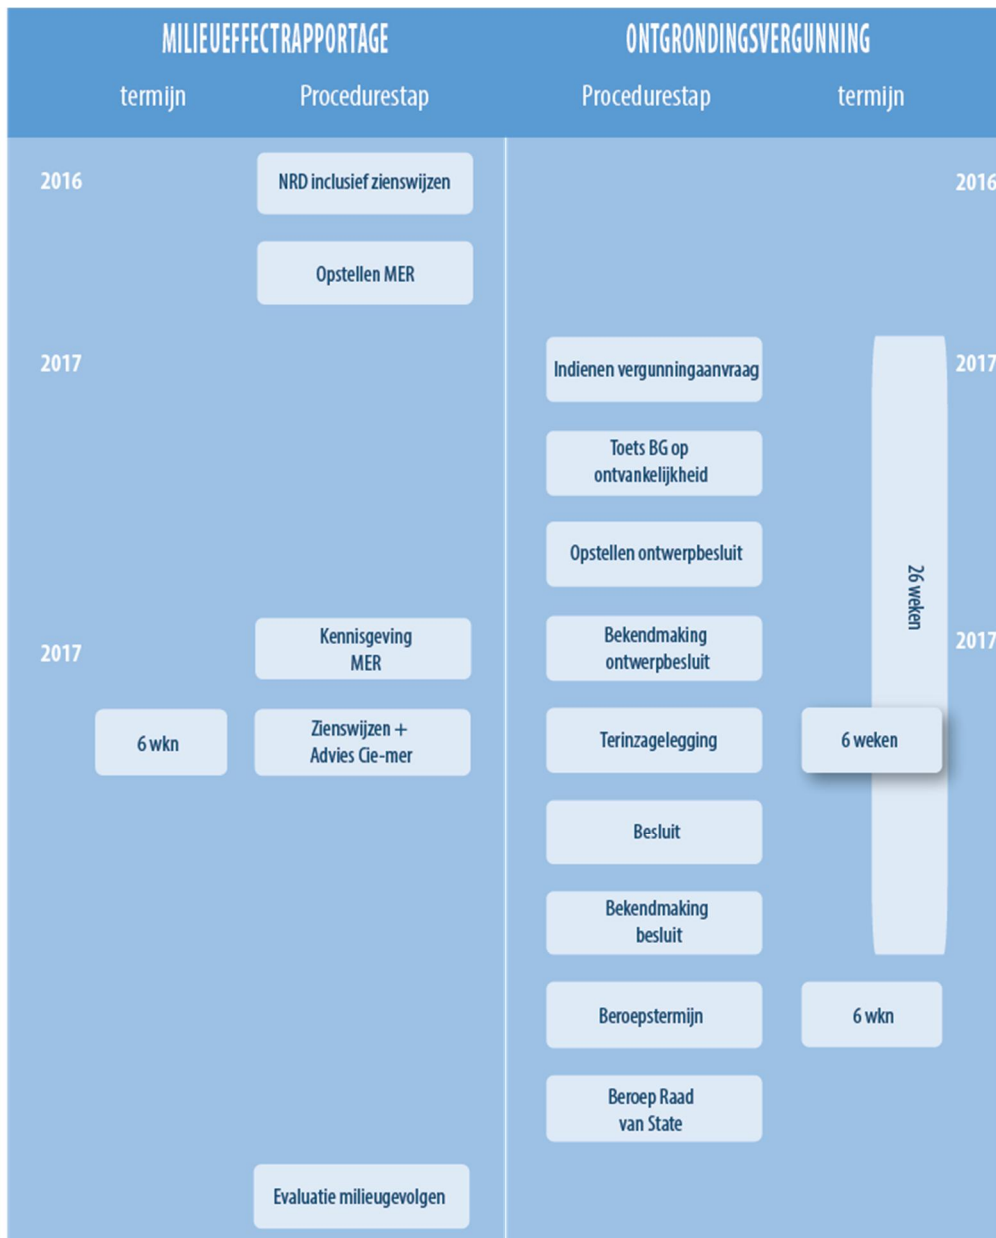 MILIEUEFFECTRAPPORTAGE
ONTGRONDINGSVERGUNNING
termijn
Procedurestap
Procedurestap
termijn
2016
NRD inclusief zienswijzen
2016
Opstellen MER
2017
Indienen vergunningaanvraag
2017
Toets BG op
ontvankelijkheid
Opstellen ontwerpbesluit
26 weken
2017
Kennisgeving
MER
Bekendmaking
ontwerpbesluit
2017
6 wkn
Zienswijzen +
Advies Cie-mer
Terinzagelegging
6 weken
Besluit
Bekendmaking
besluit
Beroepstermijn
6 wkn
Beroep Raad
van State
Evaluatie milieugevolgen